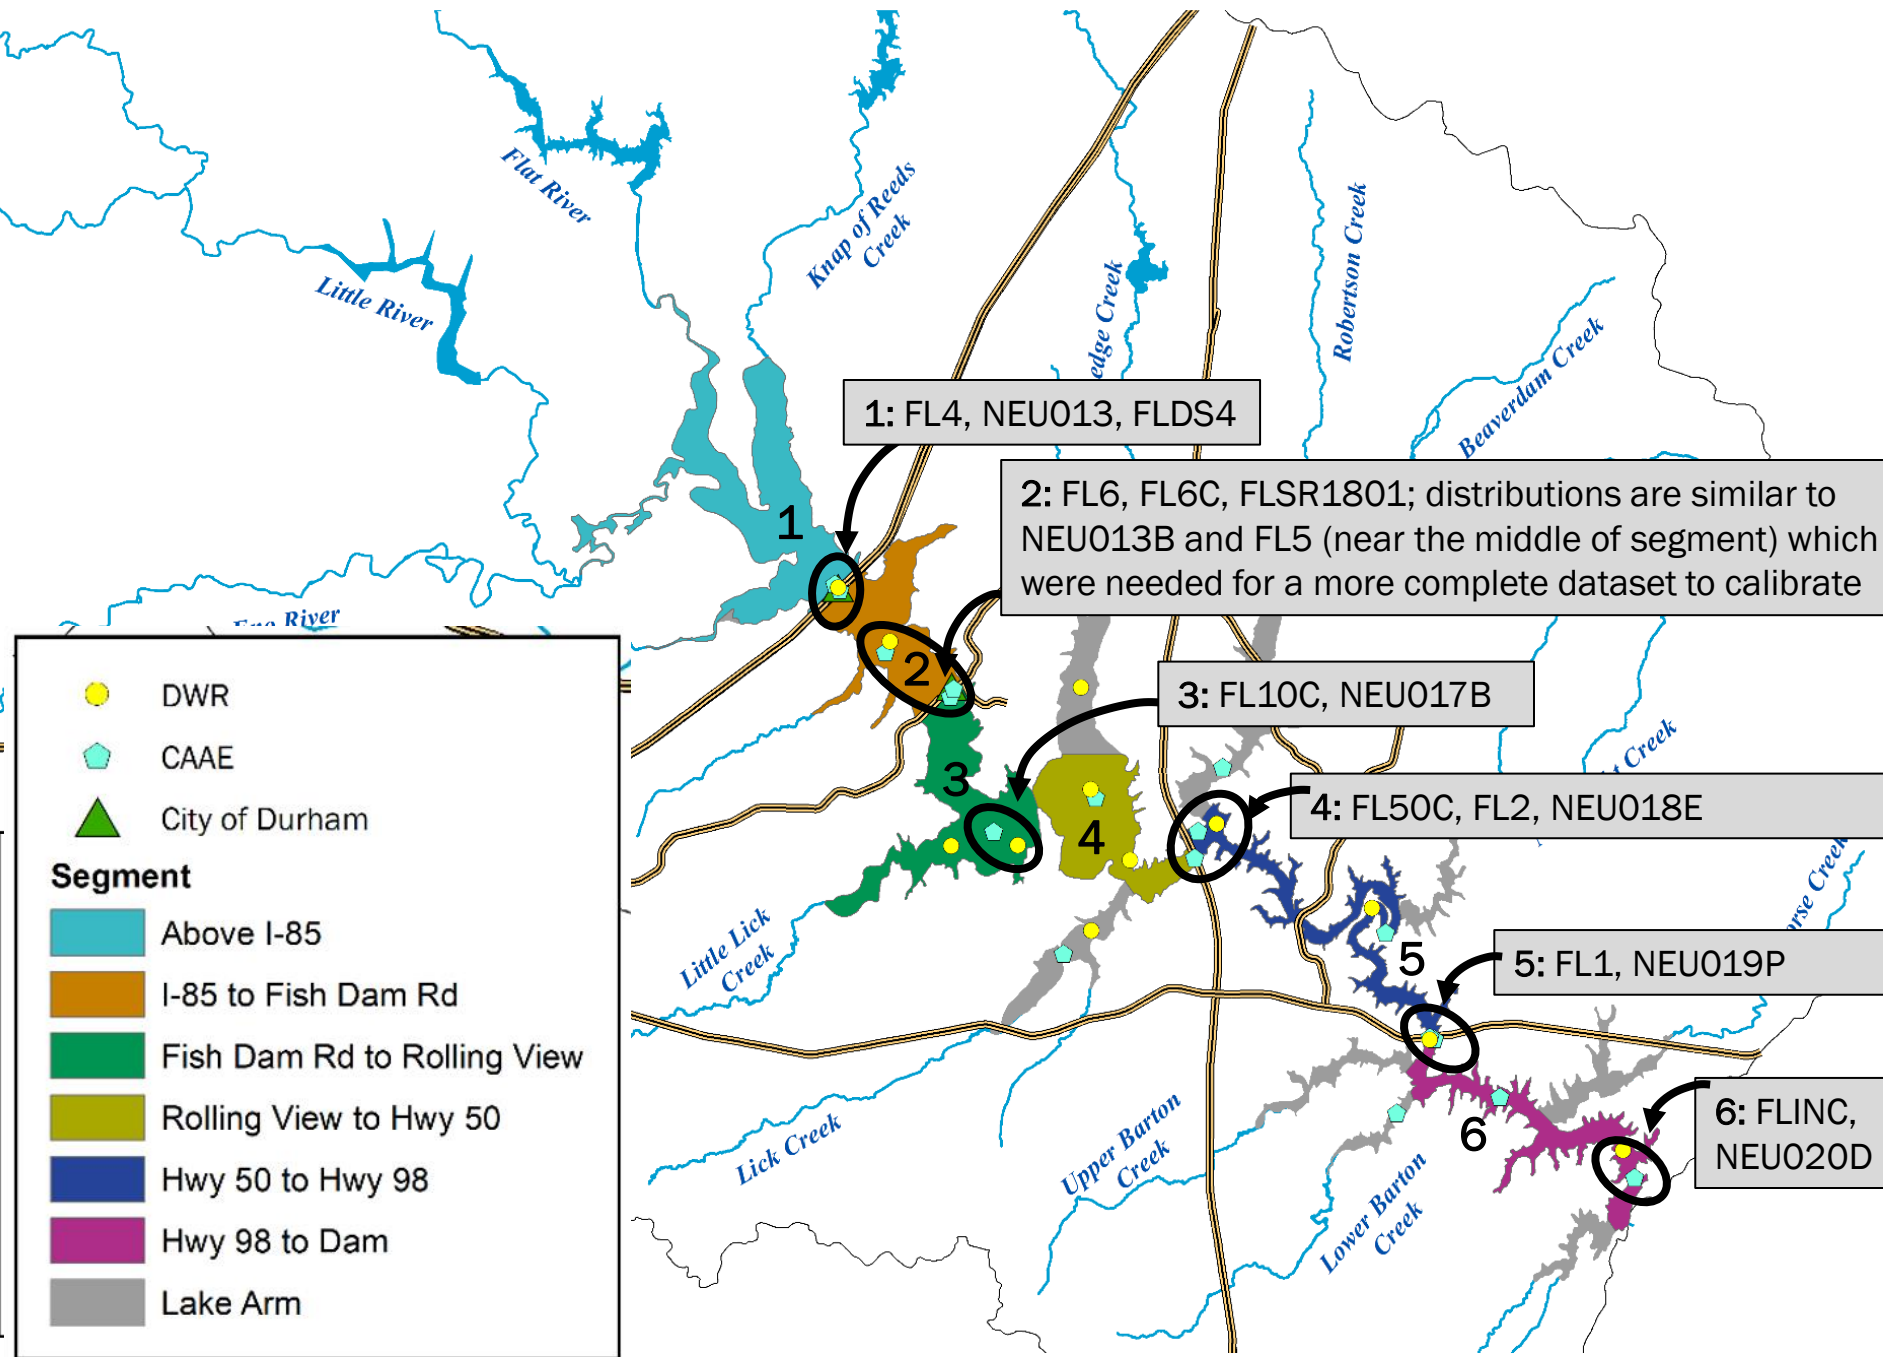 Flat River
Knap of Reeds
Creek
Little River
edge Creek
Robertson Creek
Beaverdam Creek
1: FL4, NEU013, FLDS4
2: FL6, FL6C, FLSR1801; distributions are similar to
NEU013B and FL5 (near the middle of segment) which
were needed for a more complete dataset to calibrate
1
River
2
3: FL10C, NEU017B
3
4
4: FL50C, FL2, NEU018E
Creek
orse Creek
5
5: FL1, NEU019P
Little Lick
Creek
Lick Creek
Upper Barton
Creek
Lower Barton
Creek
6
6: FLINC,
NEU020D
DWR
CAAE
City of Durham
Segment
Above I-85
I-85 to Fish Dam Rd
Fish Dam Rd to Rolling View
Rolling View to Hwy 50
Hwy 50 to Hwy 98
Hwy 98 to Dam
Lake Arm